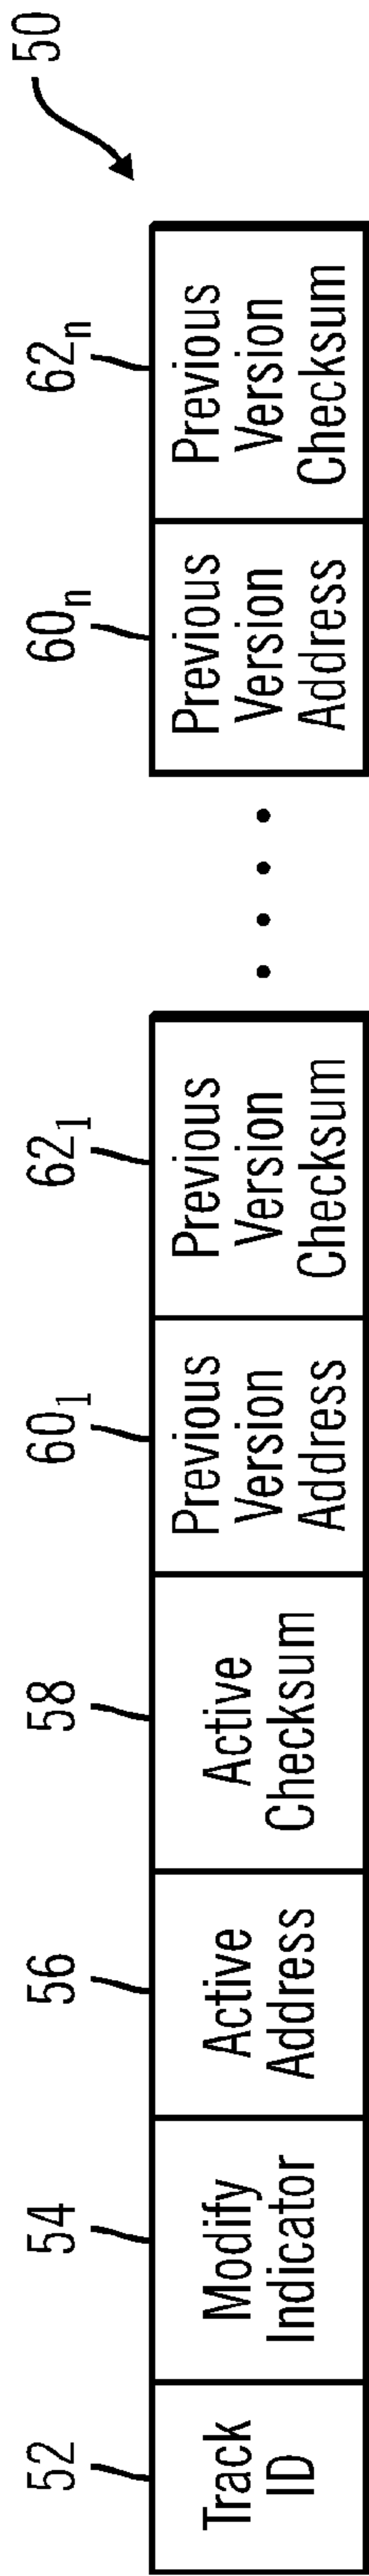 50
52
54
56
58
60₁
62₁
60ₙ
62ₙ
Track
ID
Modify
Indicator
Active
Address
Active
Checksum
Previous
Version
Address
Previous
Version
Checksum
. . . .
Previous
Version
Address
Previous
Version
Checksum